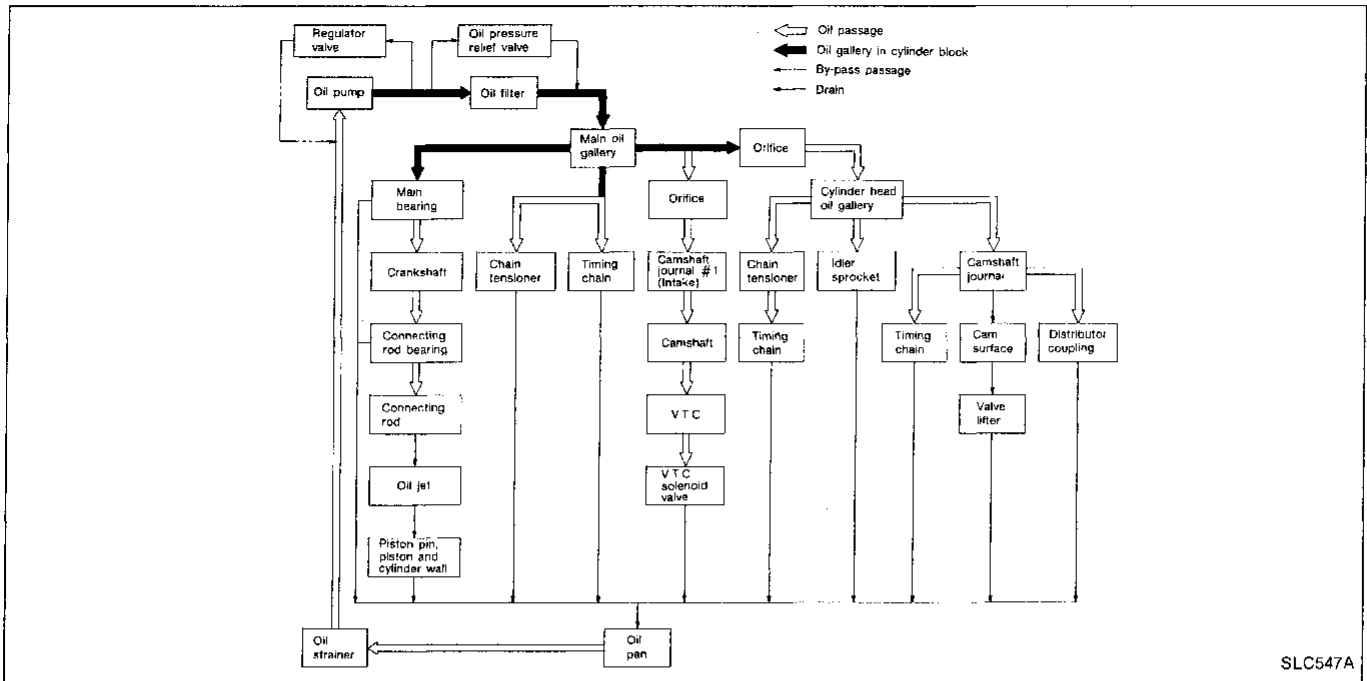 Regulator
valve
Oil pressure
relief valve
Oil passage
Oil gallery in cylinder block
By-pass passage
Drain
Oil pump
Oil filter
Main oil
gallery
Orifice
Main
bearing
Orifice
Cylinder head
oil gallery
Crankshaft
Chain
tensioner
Timing
chain
Camshaft
journal #1
(Intake)
Chain
tensioner
Idler
sprocket
Camshaft
journal
Connecting
rod bearing
Camshaft
Timing
chain
Timing
chain
Cam
surface
Distributor
coupling
Connecting
rod
VTC
Valve
lifter
Oil jet
VTC
solenoid
valve
Piston pin,
piston and
cylinder wall
Oil
strainer
Oil
pan
SLC547A